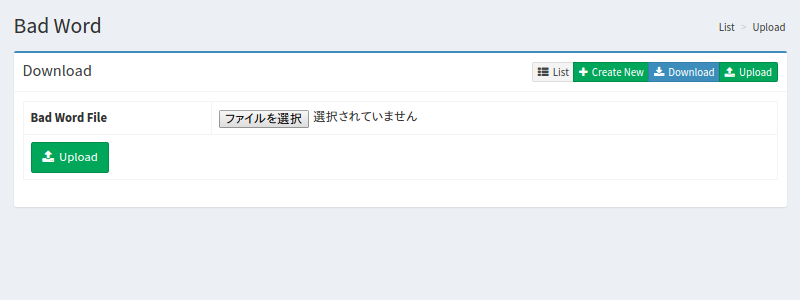 Bad Word
List > Upload
Download
List Create New Download Upload
Bad Word File ファイルを選択 選択されていません
Upload